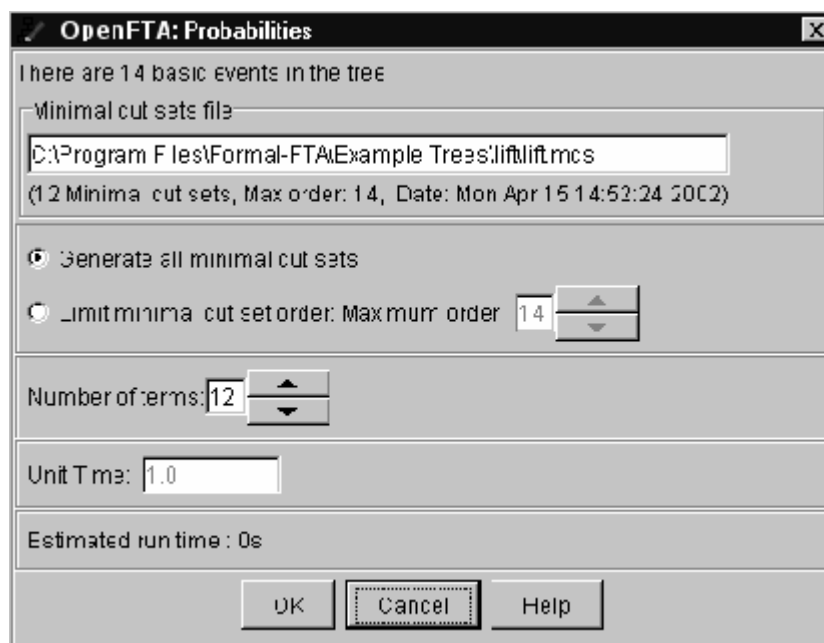 OpenFTA: Probabilities
There are 14 basic events in the tree
Minimal cut sets file
C:\Program Files\Formal-FTA\Example Trees\lift\lift.mcs
(12 Minimal cut sets, Max order: 14, Date: Mon Apr 15 14:52:24 2002)
Generate all minimal cut sets
Limit minimal cut set order: Maximum order 14
Number of terms: 12
Unit Time: 1.0
Estimated run time : 0s
OK Cancel Help